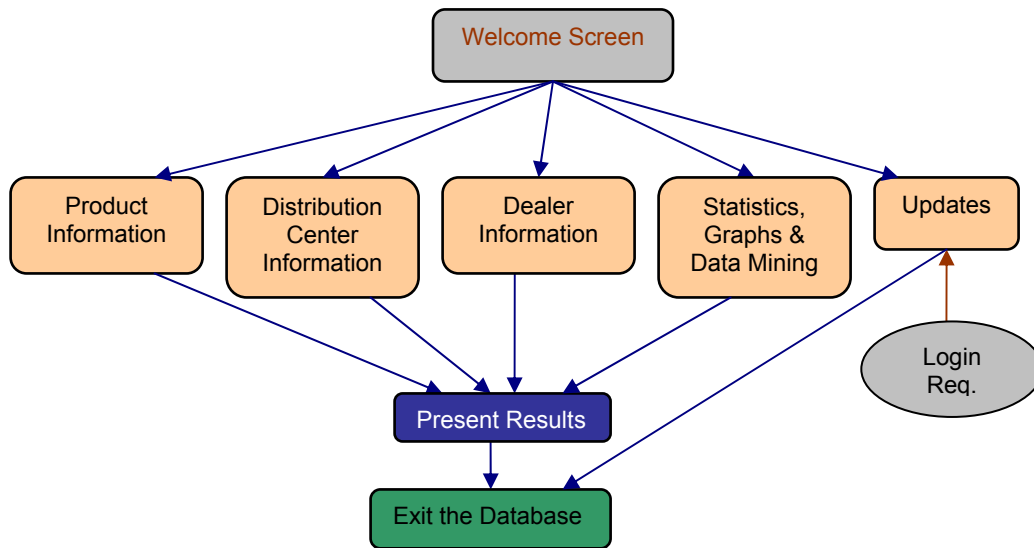 Welcome Screen
Product
Information
Distribution
Center
Information
Dealer
Information
Statistics,
Graphs &
Data Mining
Updates
Login
Req.
Present Results
Exit the Database